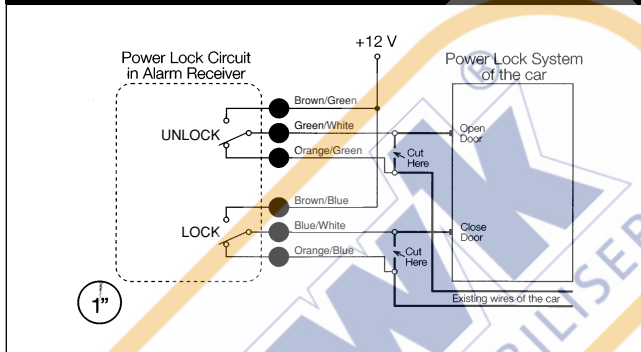 +12 V
Power Lock Circuit
in Alarm Receiver
Power Lock System
of the car
Brown/Green
UNLOCK
Green/White
Open
Door
Orange/Green
Cut
Here
Brown/Blue
LOCK
Blue/White
Close
Door
Orange/Blue
Cut
Here
1"
Existing wires of the car
WK
®